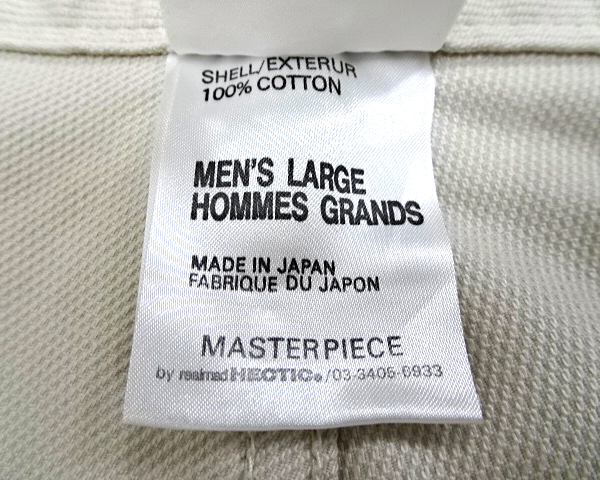 SHELL/EXTERUR
100% COTTON
MEN'S LARGE
HOMMES GRANDS
MADE IN JAPAN
FABRIQUE DU JAPON
MASTERPIECE
by realmad HECTIC®/03-3405-6933